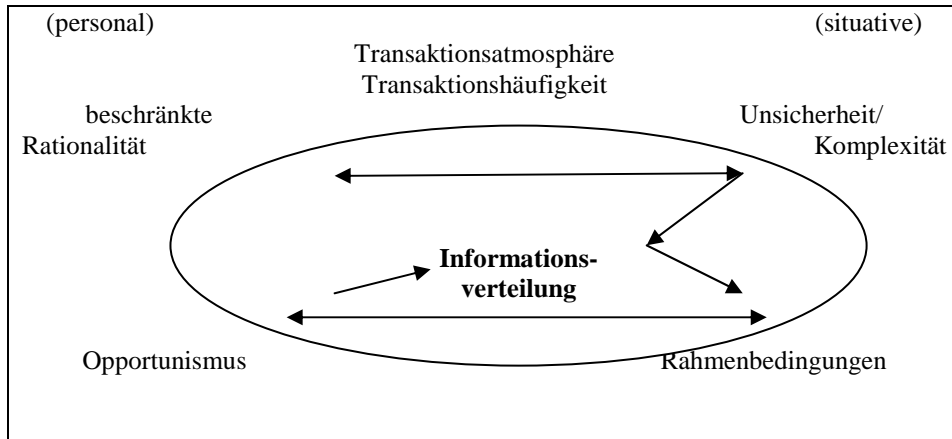 (personal) (situative)
Transaktionsatmosphäre
Transaktionshäufigkeit
beschränkte Unsicherheit/
Rationalität Komplexität
Informations-
verteilung
Opportunismus Rahmenbedingungen